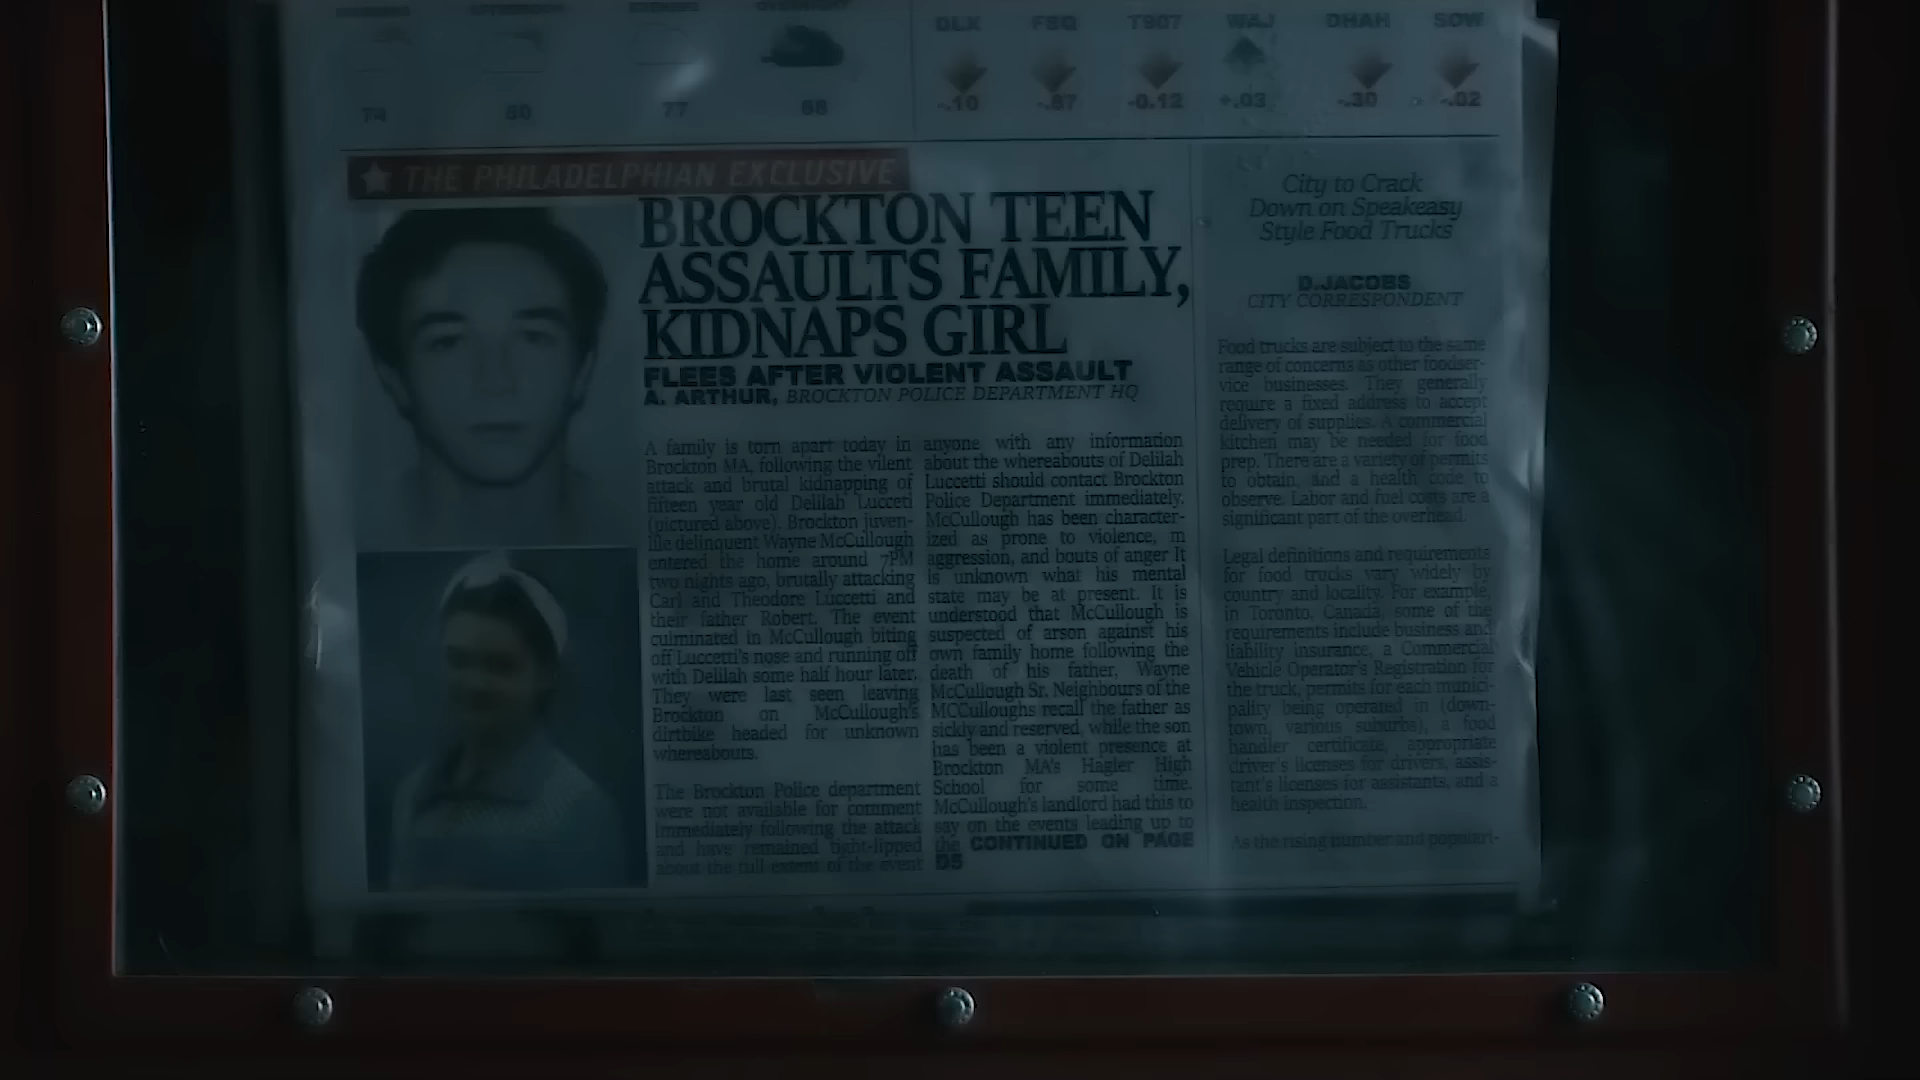 DLX FSQ T907 WAJ DHAH SOW
-.10 -.87 -0.12 +.03 -.30 -.02
74 80 77 68
THE PHILADELPHIAN EXCLUSIVE
BROCKTON TEEN
ASSAULTS FAMILY,
KIDNAPS GIRL
FLEES AFTER VIOLENT ASSAULT
A. ARTHUR, BROCKTON POLICE DEPARTMENT HQ
A family is torn apart today in
Brockton MA, following the vilent
attack and brutal kidnapping of
fifteen year old Delilah Lucceti
(pictured above). Brockton juven-
ile delinquent Wayne McCullough
entered the home around 7PM
two nights ago, brutally attacking
Carl and Theodore Luccetti and
their father Robert. The event
culminated in McCullough biting
off Luccetti's nose and running off
with Delilah some half hour later.
They were last seen leaving
Brockton on McCullough's
dirtbike headed for unknown
whereabouts.
The Brockton Police department
were not available for comment
immediately following the attack
and have remained tight-lipped
about the full extent of the event
anyone with any information
about the whereabouts of Delilah
Luccetti should contact Brockton
Police Department immediately.
McCullough has been character-
ized as prone to violence, m
aggression, and bouts of anger It
is unknown what his mental
state may be at present. It is
understood that McCullough is
suspected of arson against his
own family home following the
death of his father, Wayne
McCullough Sr. Neighbours of the
MCCulloughs recall the father as
sickly and reserved, while the son
has been a violent presence at
Brockton MA's Hagler High
School for some time.
McCullough's landlord had this to
say on the events leading up to
the CONTINUED ON PAGE
D5
City to Crack
Down on Speakeasy
Style Food Trucks
D.JACOBS
CITY CORRESPONDENT
Food trucks are subject to the same
range of concerns as other foodser-
vice businesses. They generally
require a fixed address to accept
delivery of supplies. A commercial
kitchen may be needed for food
prep. There are a variety of permits
to obtain, and a health code to
observe. Labor and fuel costs are a
significant part of the overhead.
Legal definitions and requirements
for food trucks vary widely by
country and locality. For example,
in Toronto, Canada, some of the
requirements include business and
liability insurance, a Commercial
Vehicle Operator's Registration for
the truck, permits for each munici-
pality being operated in (down-
town, various suburbs), a food
handler certificate, appropriate
driver's licenses for drivers, assis-
tant's licenses for assistants, and a
health inspection.
As the rising number and populari-